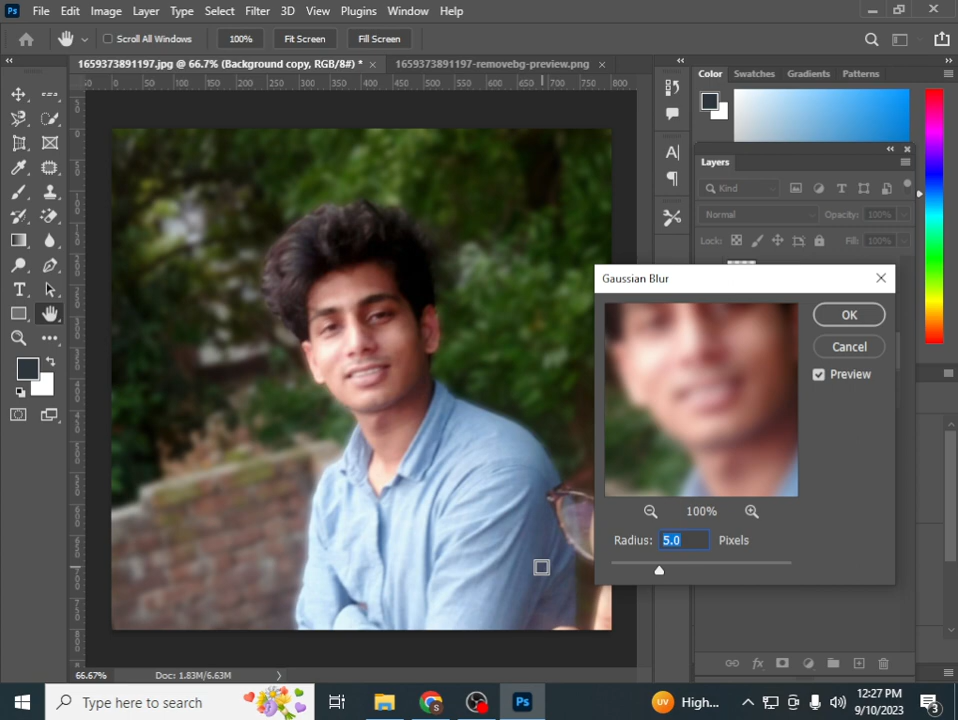 Ps File Edit Image Layer Type Select Filter 3D View Plugins Window Help
Scroll All Windows 100% Fit Screen Fill Screen
1659373891197.jpg @ 66.7% (Background copy, RGB/8#) *
1659373891197-removebg-preview.png
Color Swatches Gradients Patterns
Layers
Kind
Normal Opacity: 100%
Lock: Fill: 100%
Gaussian Blur
OK
Cancel
Preview
100%
Radius: 5.0 Pixels
66.67% Doc: 1.83M/6.63M
Type here to search
Ps
UV High...
12:27 PM
9/10/2023
3